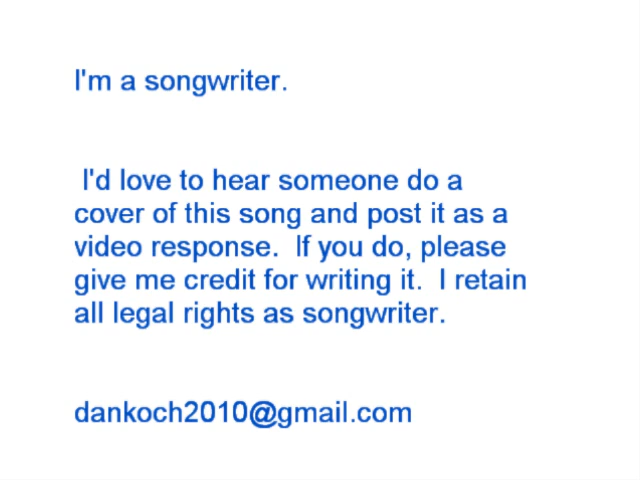 I'm a songwriter.
I'd love to hear someone do a
cover of this song and post it as a
video response.  If you do, please
give me credit for writing it.  I retain
all legal rights as songwriter.
dankoch2010@gmail.com